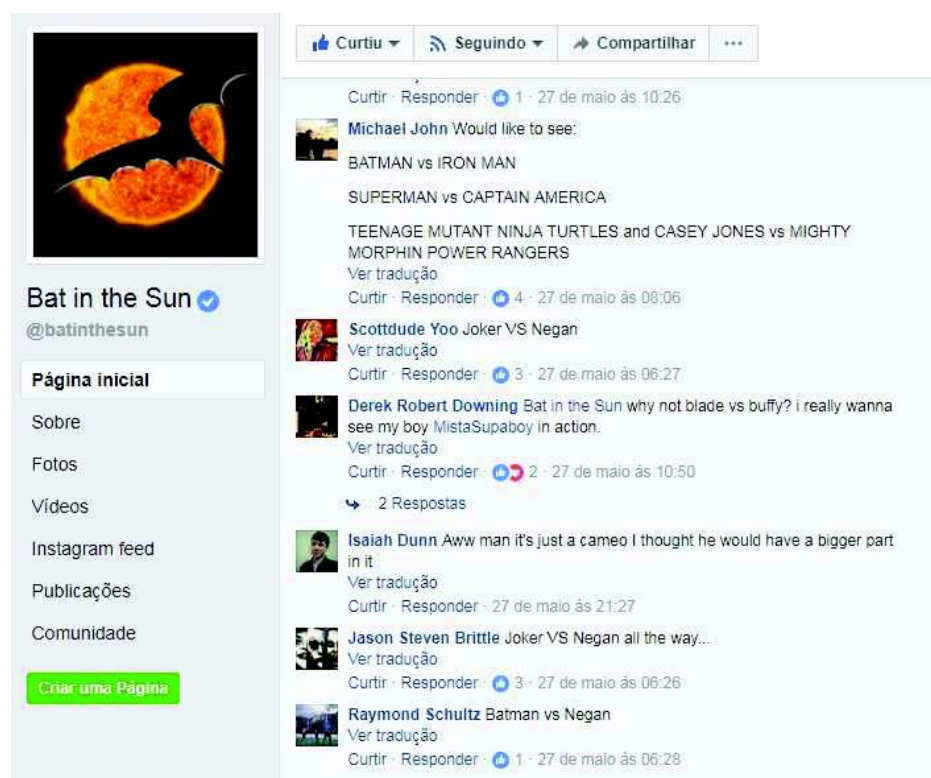 Curtiu
Seguindo
Compartilhar
...
Curtir · Responder · 1 · 27 de maio às 10:26
Michael John Would like to see:
BATMAN vs IRON MAN
SUPERMAN vs CAPTAIN AMERICA
TEENAGE MUTANT NINJA TURTLES and CASEY JONES vs MIGHTY
MORPHIN POWER RANGERS
Ver tradução
Curtir · Responder · 4 · 27 de maio às 08:06
Scottdude Yoo Joker VS Negan
Ver tradução
Curtir · Responder · 3 · 27 de maio às 06:27
Derek Robert Downing Bat in the Sun why not blade vs buffy? i really wanna
see my boy MistaSupaboy in action.
Ver tradução
Curtir · Responder · 2 · 27 de maio às 10:50
2 Respostas
Isaiah Dunn Aww man it's just a cameo I thought he would have a bigger part
in it
Ver tradução
Curtir · Responder · 27 de maio às 21:27
Jason Steven Brittle Joker VS Negan all the way...
Ver tradução
Curtir · Responder · 3 · 27 de maio às 06:26
Raymond Schultz Batman vs Negan
Ver tradução
Curtir · Responder · 1 · 27 de maio às 06:28
Bat in the Sun
@batinthesun
Página inicial
Sobre
Fotos
Vídeos
Instagram feed
Publicações
Comunidade
Criar uma Página